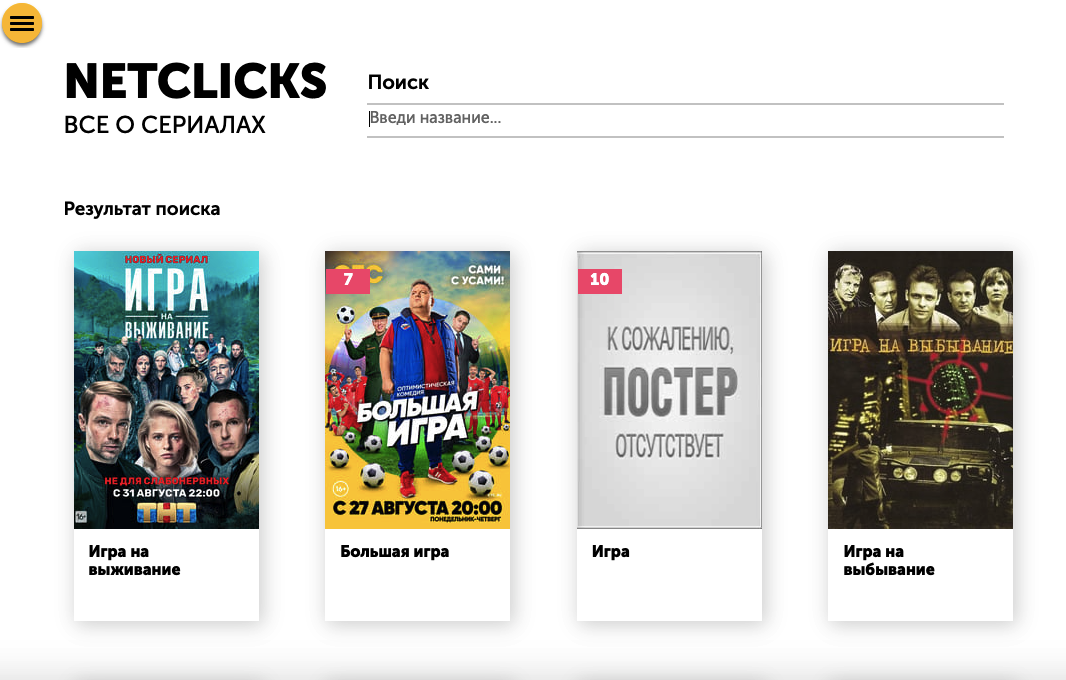 NETCLICKS
ВСЕ О СЕРИАЛАХ
Поиск
Введи название...
Результат поиска
НОВЫЙ СЕРИАЛ
ИГРА
НА
ВЫЖИВАНИЕ
НЕ ДЛЯ СЛАБОНЕРВНЫХ
С 31 АВГУСТА 22:00
ТНТ
16+
Игра на
выживание
7
СТС
САМИ
С УСАМИ!
ОПТИМИСТИЧЕСКАЯ
КОМЕДИЯ
БОЛЬШАЯ
ИГРА
16+
С 27 АВГУСТА 20:00
ПОНЕДЕЛЬНИК-ЧЕТВЕРГ
Большая игра
10
К СОЖАЛЕНИЮ,
ПОСТЕР
ОТСУТСТВУЕТ
Игра
ИГРА НА ВЫБЫВАНИЕ
Игра на
выбывание